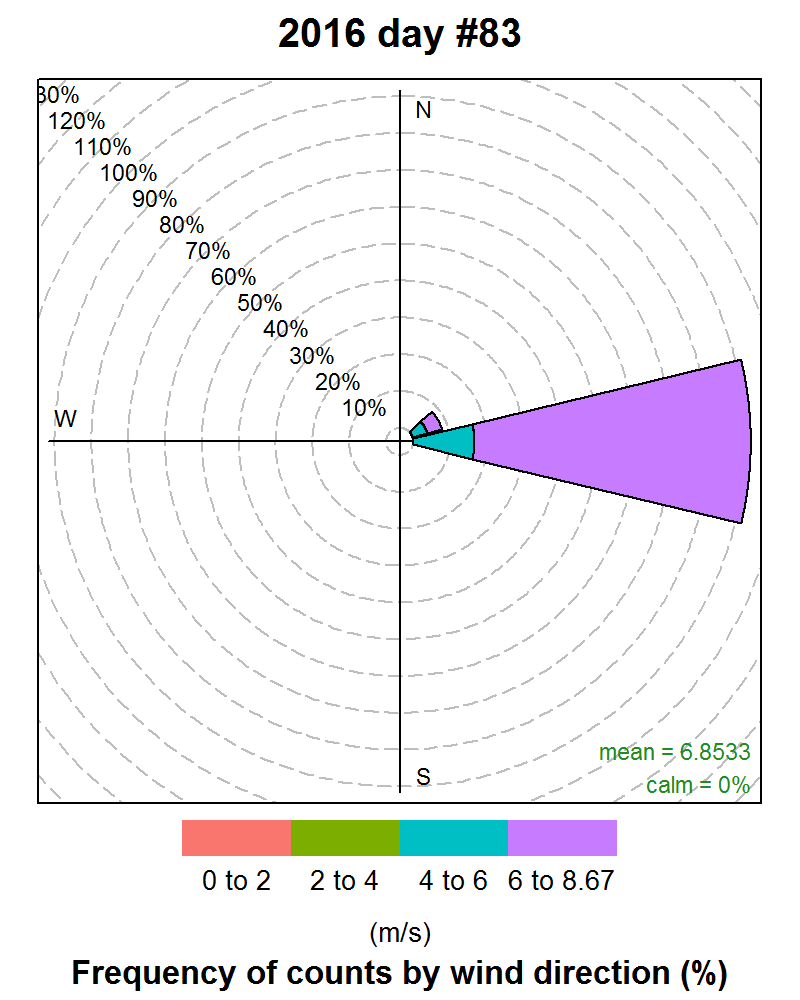 2016 day #83
30%
120%
110%
100%
90%
80%
70%
60%
50%
40%
30%
20%
10%
N
W
S
mean = 6.8533
calm = 0%
0 to 2 2 to 4 4 to 6 6 to 8.67
(m/s)
Frequency of counts by wind direction (%)